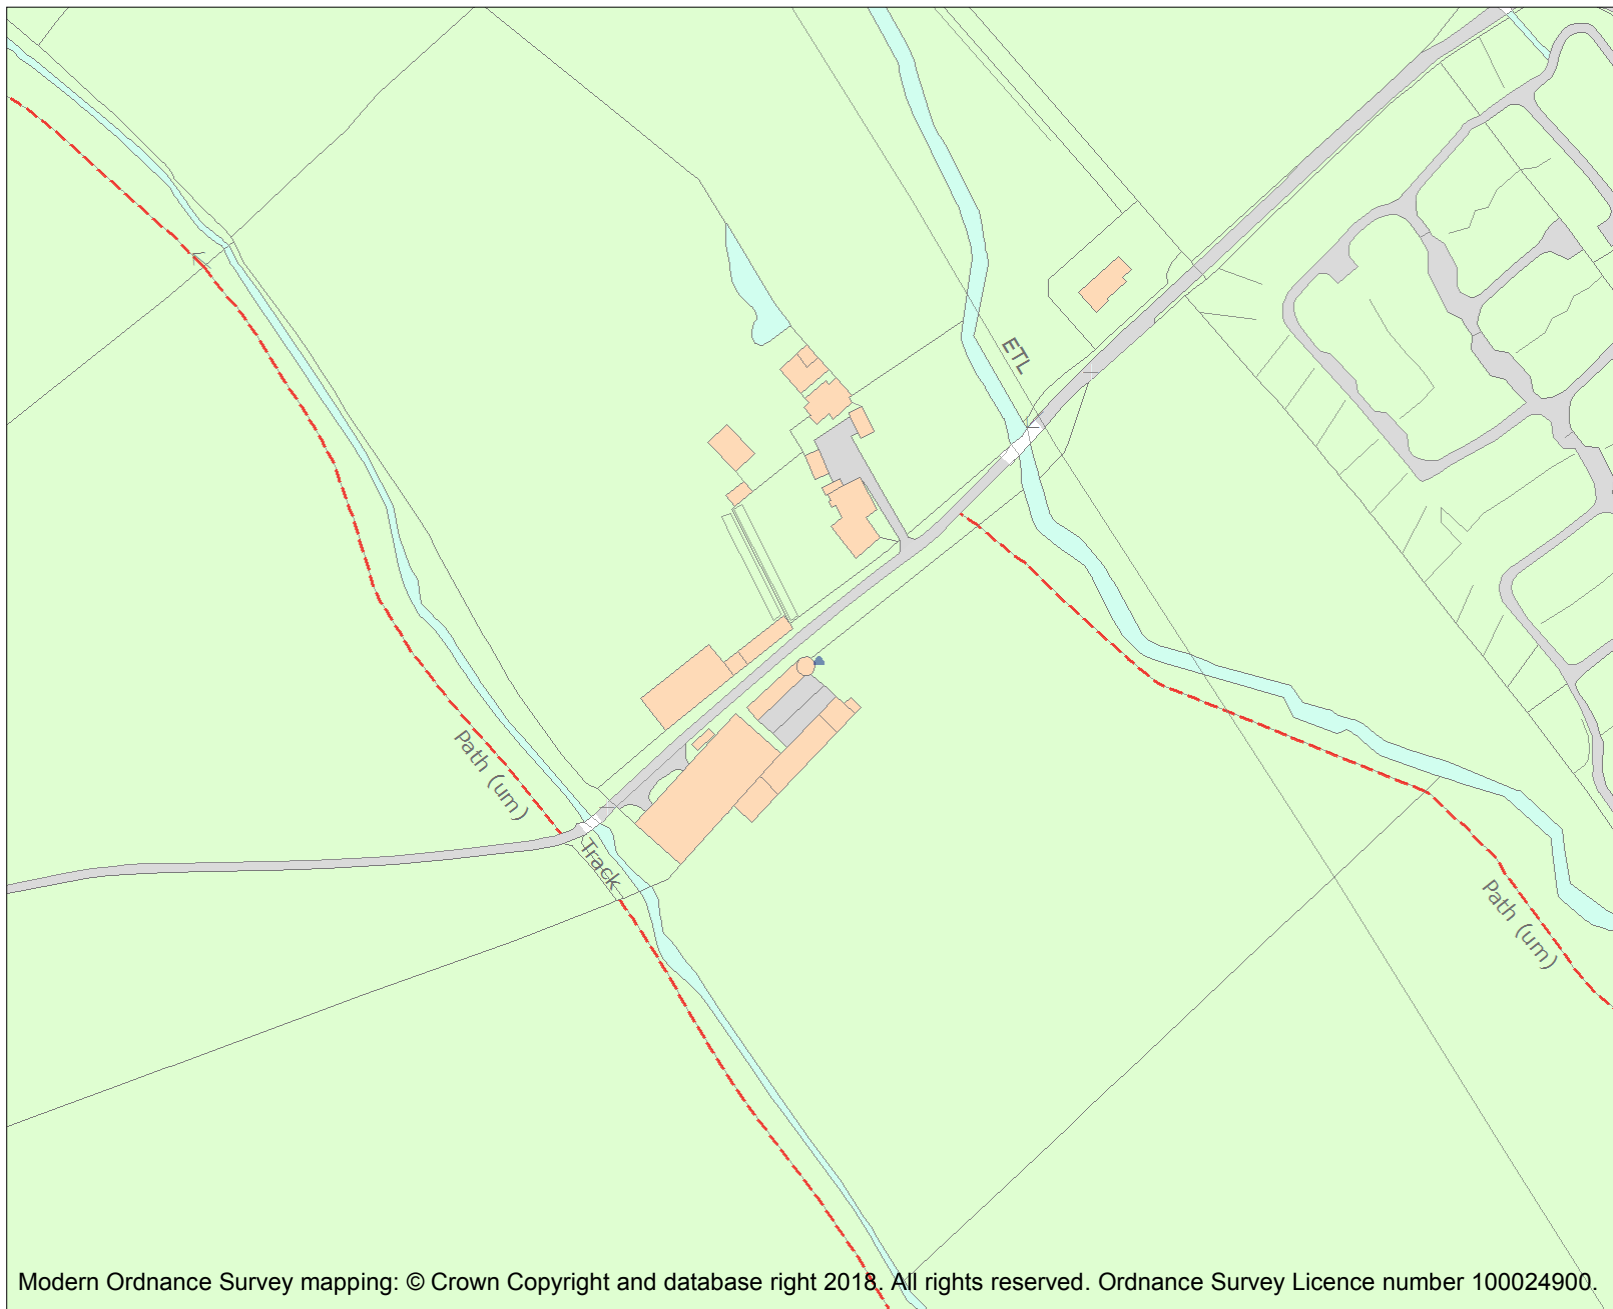 ETL
Path (um)
Track
Path (um)
Modern Ordnance Survey mapping: © Crown Copyright and database right 2018. All rights reserved. Ordnance Survey Licence number 100024900.